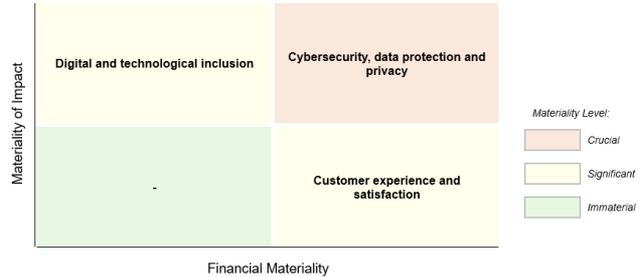 Materiality of Impact
Digital and technological inclusion
Cybersecurity, data protection and
privacy
-
Customer experience and
satisfaction
Financial Materiality
Materiality Level:
Crucial
Significant
Immaterial